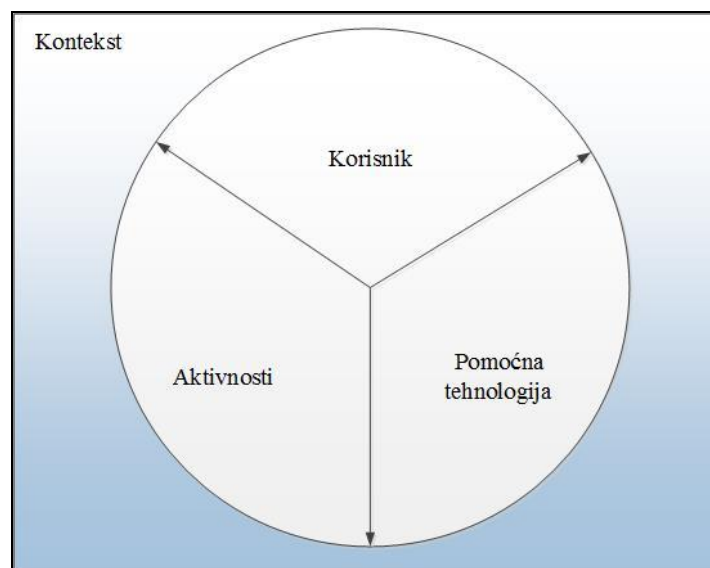 Kontekst
Korisnik
Aktivnosti
Pomoćna
tehnologija